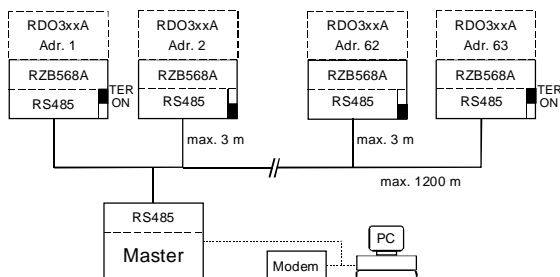 RDO3xxA
Adr. 1
RDO3xxA
Adr. 2
RDO3xxA
Adr. 62
RDO3xxA
Adr. 63
RZB568A
RS485
TER
ON
RZB568A
RS485
RZB568A
RS485
RZB568A
RS485
TER
ON
max. 3 m
max. 3 m
max. 1200 m
RS485
Master
Modem
PC